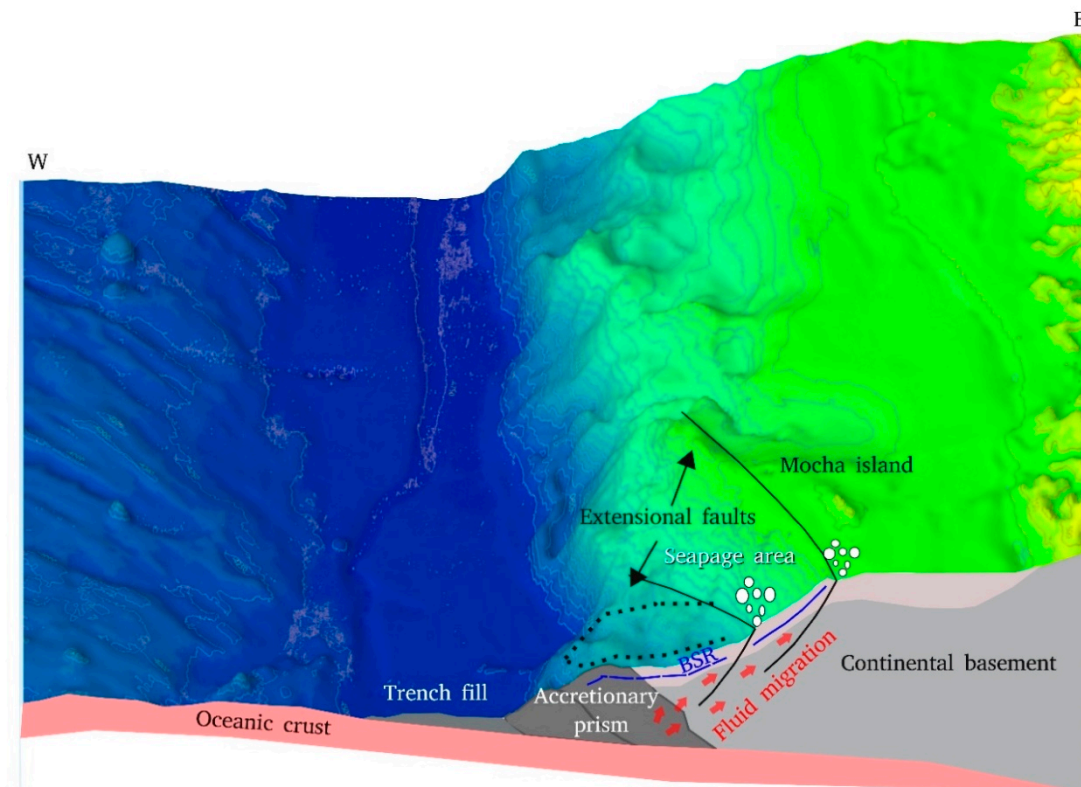 E
W
Mocha island
Extensional faults
Seapage area
BSR
Continental basement
Trench fill
Accretionary
prism
Fluid migration
Oceanic crust